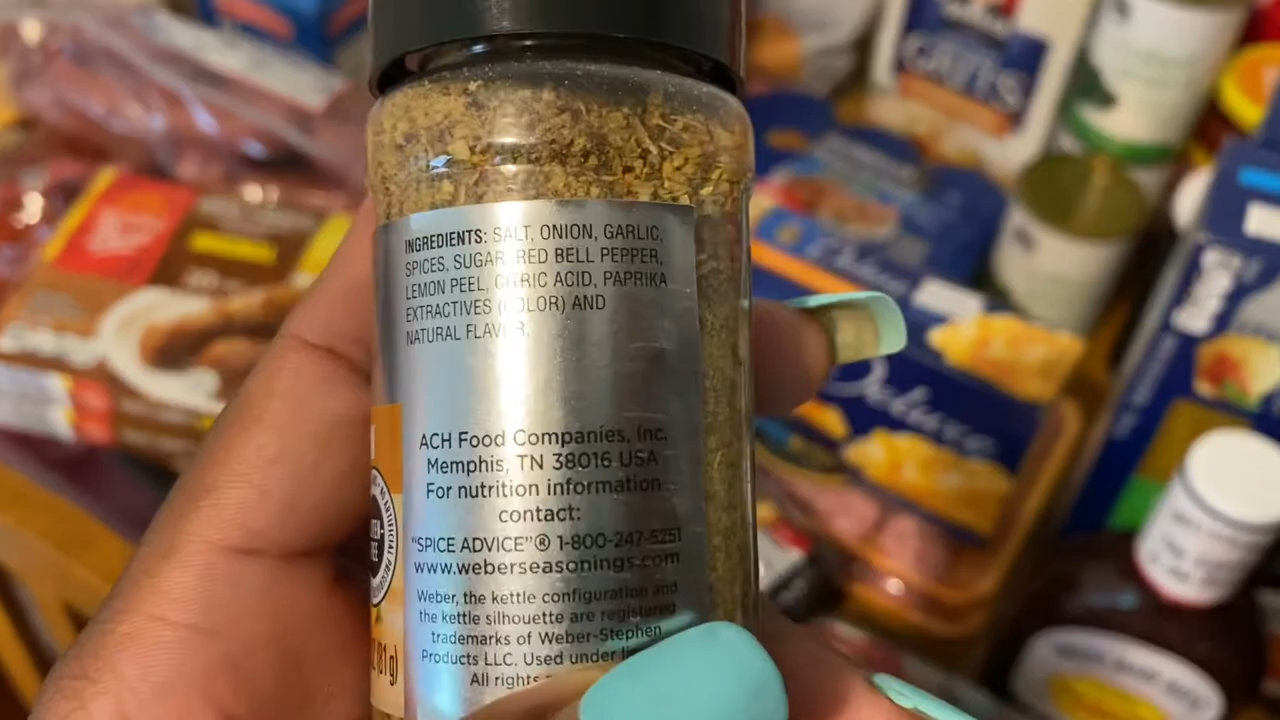 INGREDIENTS: SALT, ONION, GARLIC,
SPICES, SUGAR, RED BELL PEPPER,
LEMON PEEL, CITRIC ACID, PAPRIKA
EXTRACTIVES (COLOR) AND
NATURAL FLAVOR.
ACH Food Companies, Inc.
Memphis, TN 38016 USA
For nutrition information
contact:
"SPICE ADVICE"® 1-800-247-5251
www.weberseasonings.com
Weber, the kettle configuration and
the kettle silhouette are registered
trademarks of Weber-Stephen
Products LLC. Used under
All rights
(81 g)
GRITS
Deluxe